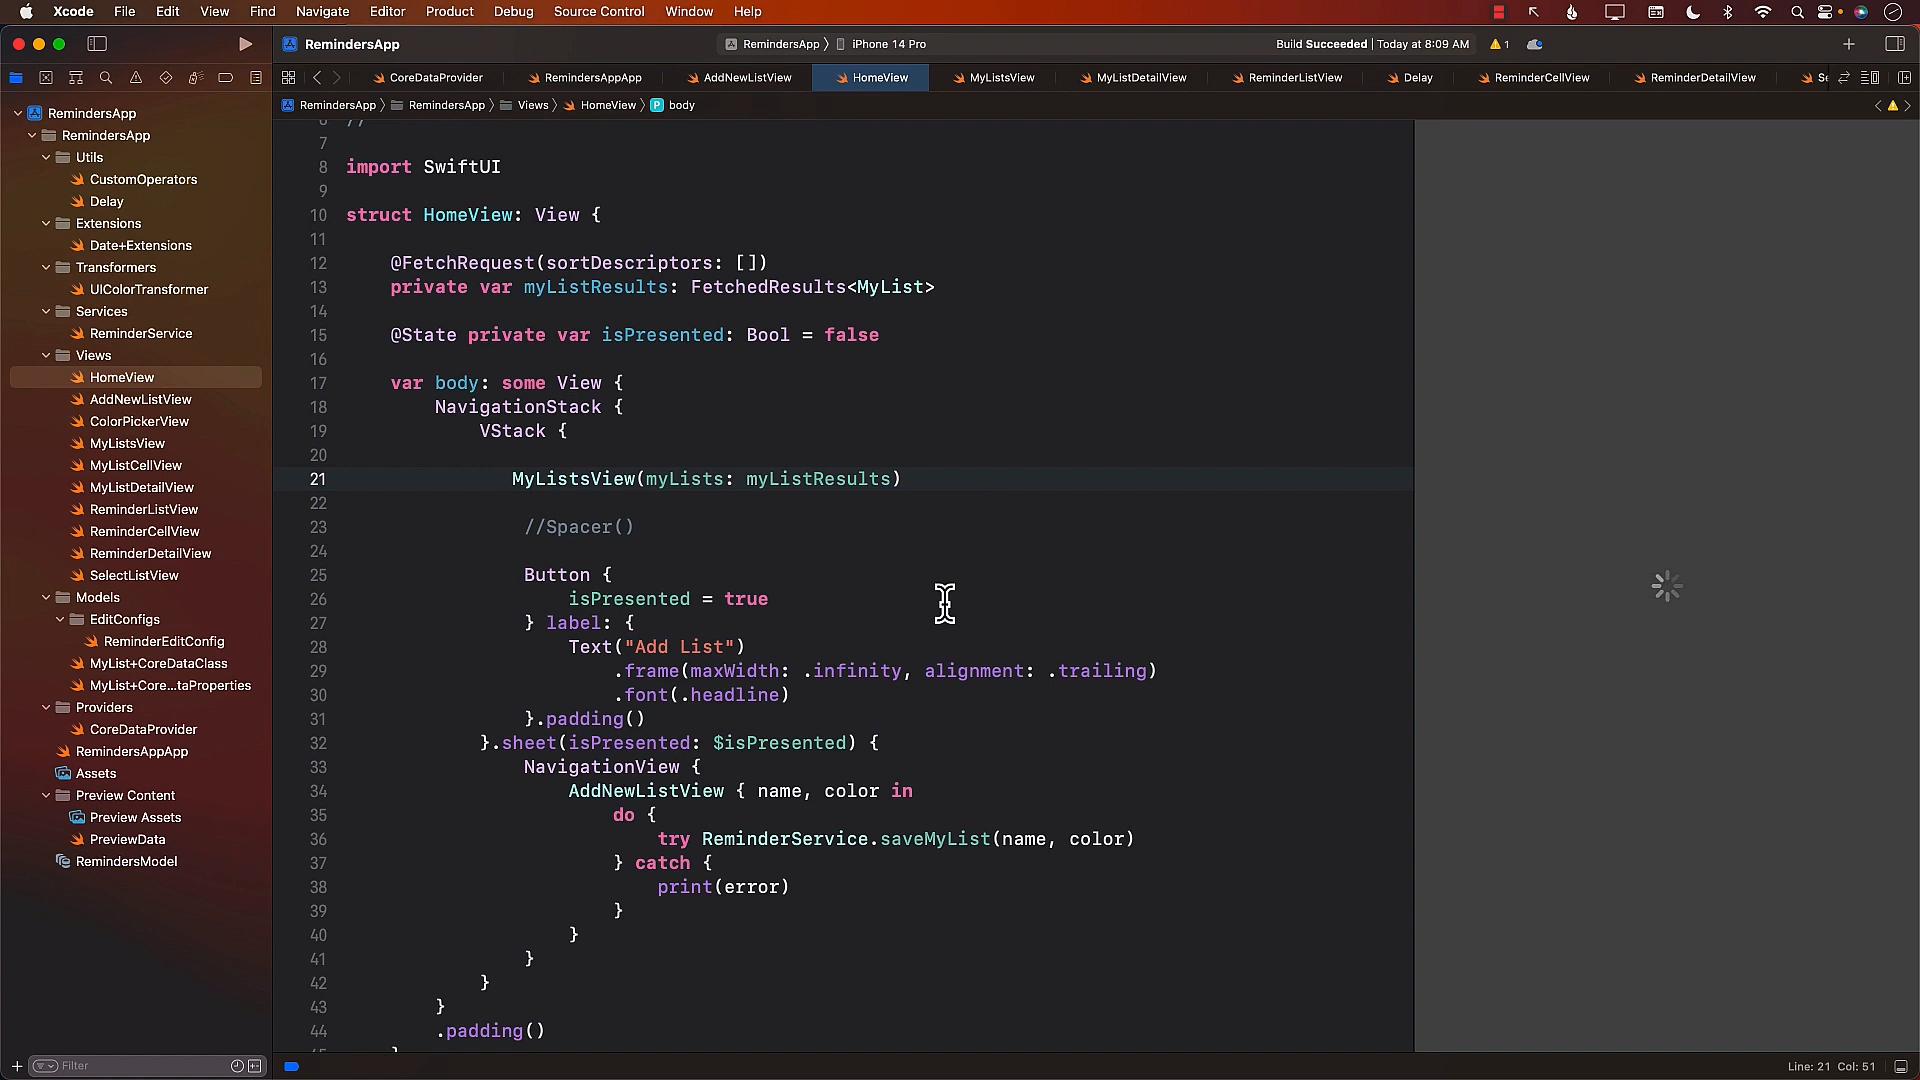 Xcode File Edit View Find Navigate Editor Product Debug Source Control Window Help
RemindersApp
RemindersApp 〉 iPhone 14 Pro
Build Succeeded | Today at 8:09 AM
1
CoreDataProvider RemindersAppApp AddNewListView HomeView MyListsView MyListDetailView ReminderListView Delay ReminderCellView ReminderDetailView Se
RemindersApp 〉 RemindersApp 〉 Views 〉 HomeView 〉 P body
RemindersApp
RemindersApp
Utils
CustomOperators
Delay
Extensions
Date+Extensions
Transformers
UIColorTransformer
Services
ReminderService
Views
HomeView
AddNewListView
ColorPickerView
MyListsView
MyListCellView
MyListDetailView
ReminderListView
ReminderCellView
ReminderDetailView
SelectListView
Models
EditConfigs
ReminderEditConfig
MyList+CoreDataClass
MyList+Core...taProperties
Providers
CoreDataProvider
RemindersAppApp
Assets
Preview Content
Preview Assets
PreviewData
RemindersModel
Filter
6 //
7
8 import SwiftUI
9
10 struct HomeView: View {
11
12 @FetchRequest(sortDescriptors: [])
13 private var myListResults: FetchedResults<MyList>
14
15 @State private var isPresented: Bool = false
16
17 var body: some View {
18 NavigationStack {
19 VStack {
20
21 MyListsView(myLists: myListResults)
22
23 //Spacer()
24
25 Button {
26 isPresented = true
27 } label: {
28 Text("Add List")
29 .frame(maxWidth: .infinity, alignment: .trailing)
30 .font(.headline)
31 }.padding()
32 }.sheet(isPresented: $isPresented) {
33 NavigationView {
34 AddNewListView { name, color in
35 do {
36 try ReminderService.saveMyList(name, color)
37 } catch {
38 print(error)
39 }
40 }
41 }
42 }
43 }
44 .padding()
Line: 21 Col: 51